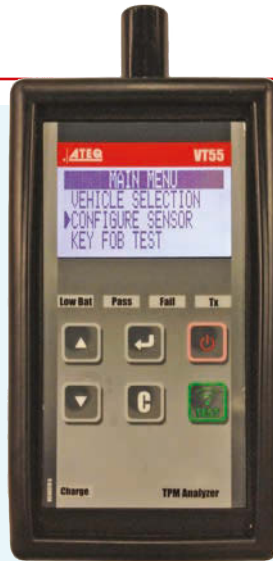 ATEQ VT55
MAIN MENU
VEHICLE SELECTION
CONFIGURE SENSOR
KEY FOB TEST
Low Bat Pass Fail Tx
C TEST
Charge TPM Analyzer